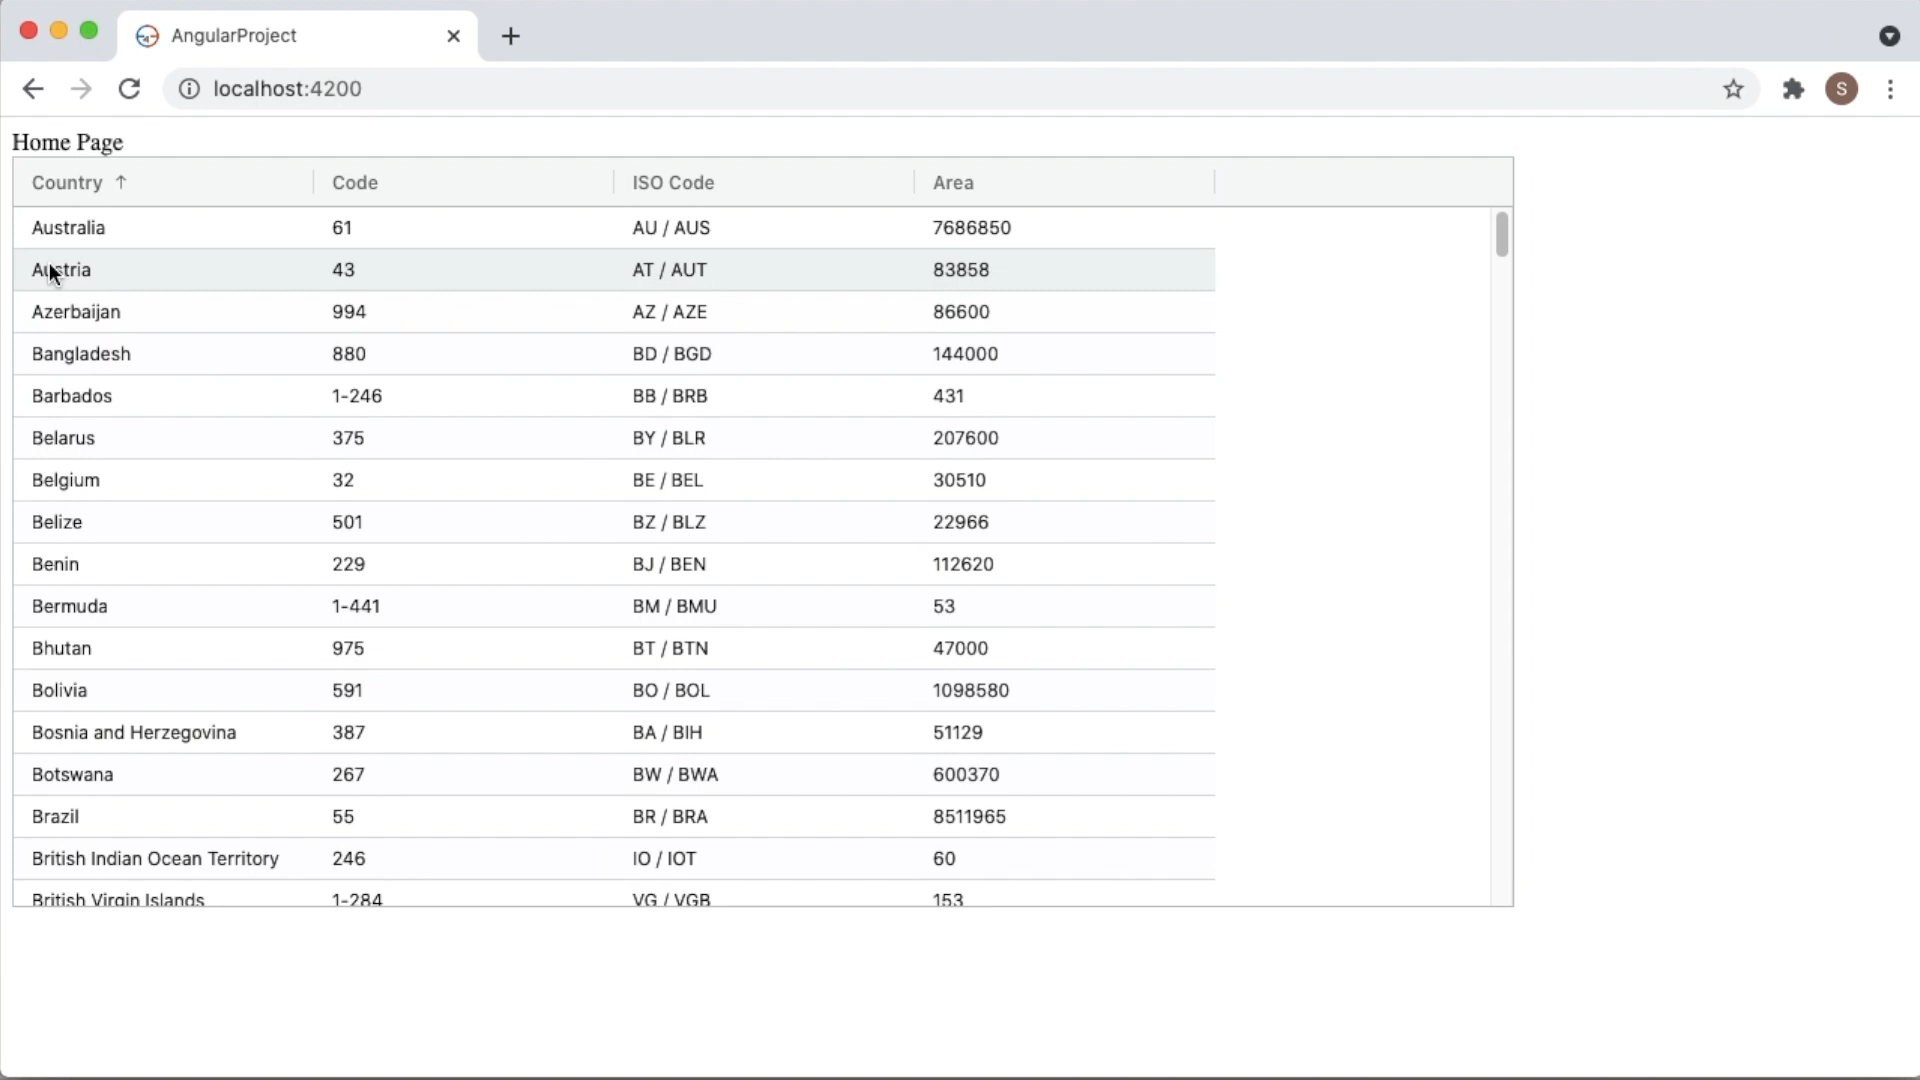 AngularProject
localhost:4200
S
Home Page
Country ↑ Code ISO Code Area
Australia 61 AU / AUS 7686850
Austria 43 AT / AUT 83858
Azerbaijan 994 AZ / AZE 86600
Bangladesh 880 BD / BGD 144000
Barbados 1-246 BB / BRB 431
Belarus 375 BY / BLR 207600
Belgium 32 BE / BEL 30510
Belize 501 BZ / BLZ 22966
Benin 229 BJ / BEN 112620
Bermuda 1-441 BM / BMU 53
Bhutan 975 BT / BTN 47000
Bolivia 591 BO / BOL 1098580
Bosnia and Herzegovina 387 BA / BIH 51129
Botswana 267 BW / BWA 600370
Brazil 55 BR / BRA 8511965
British Indian Ocean Territory 246 IO / IOT 60
British Virgin Islands 1-284 VG / VGB 153